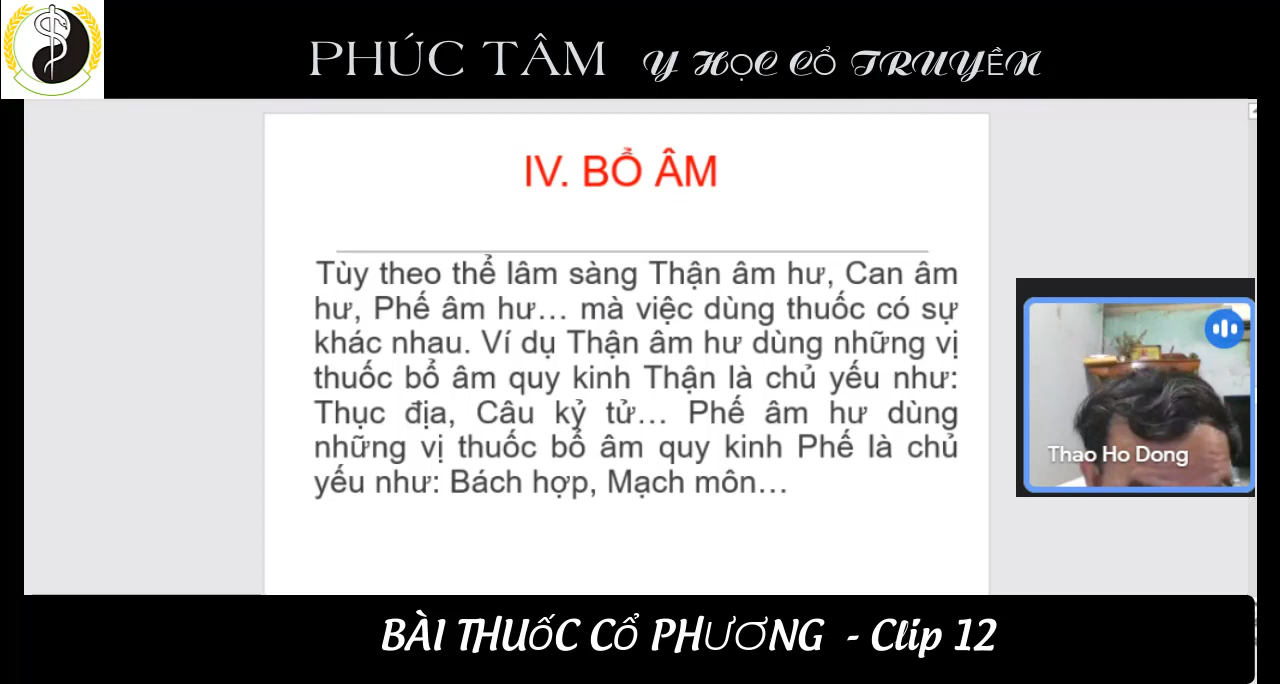 PHÚC TÂM Y HỌC CỔ TRUYỀN
IV. BỔ ÂM
Tùy theo thể lâm sàng Thận âm hư, Can âm
hư, Phế âm hư... mà việc dùng thuốc có sự
khác nhau. Ví dụ Thận âm hư dùng những vị
thuốc bổ âm quy kinh Thận là chủ yếu như:
Thục địa, Câu kỷ tử... Phế âm hư dùng
những vị thuốc bổ âm quy kinh Phế là chủ
yếu như: Bách hợp, Mạch môn...
Thao Ho Dong
BÀI THUỐC CỔ PHƯƠNG - Clip 12